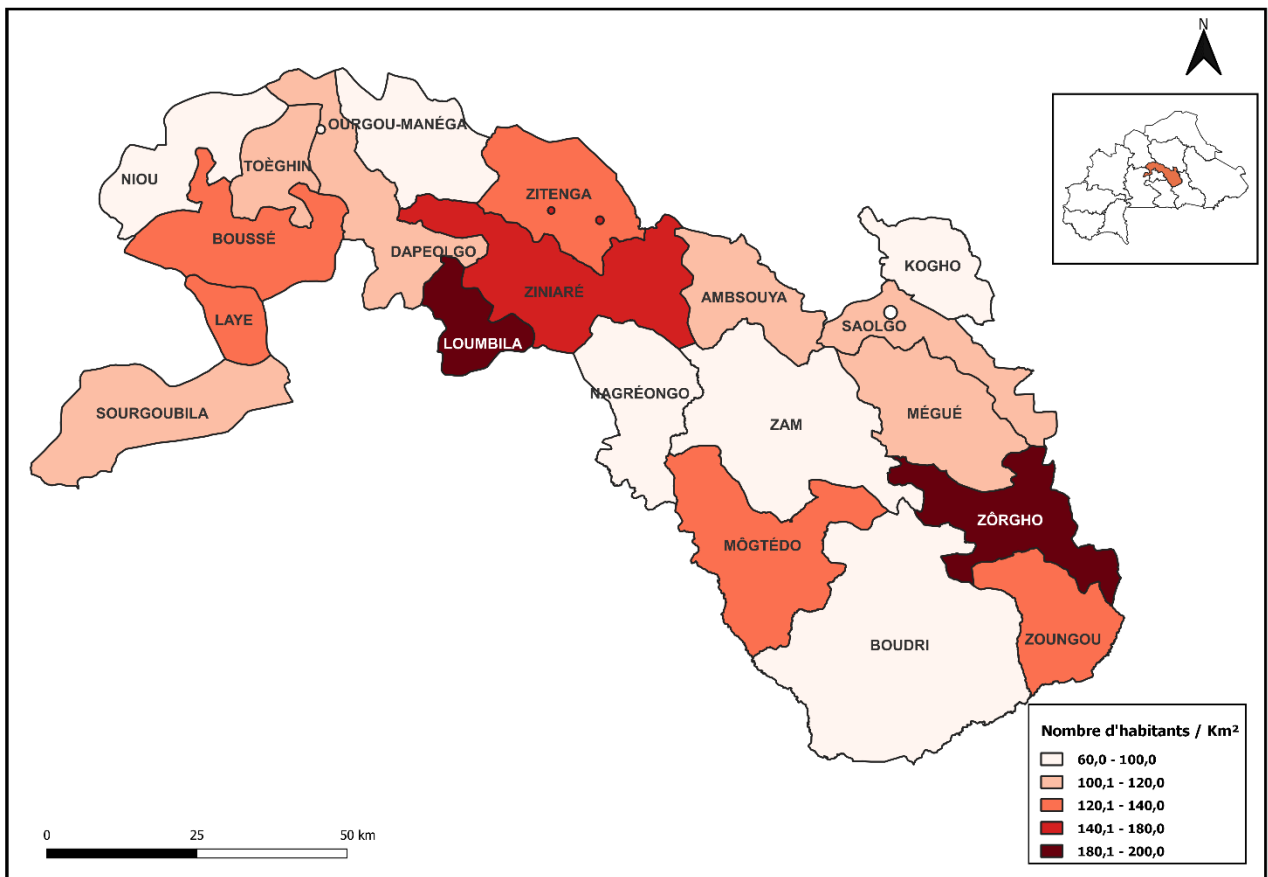 N
OURGOU-MANÉGA
TOÈGHIN
NIOU
ZITENGA
BOUSSÉ
DAPEOLGO
KOGHO
ZINIARÉ
AMBSOUYA
LAYE
SAOLGO
LOUMBILA
NAGRÉONGO
SOURGOUBILA
ZAM
MÉGUÉ
ZÔRGHO
MÔGTÉDO
BOUDRI
ZOUNGOU
Nombre d'habitants / Km²
60,0 - 100,0
100,1 - 120,0
120,1 - 140,0
140,1 - 180,0
180,1 - 200,0
0 25 50 km